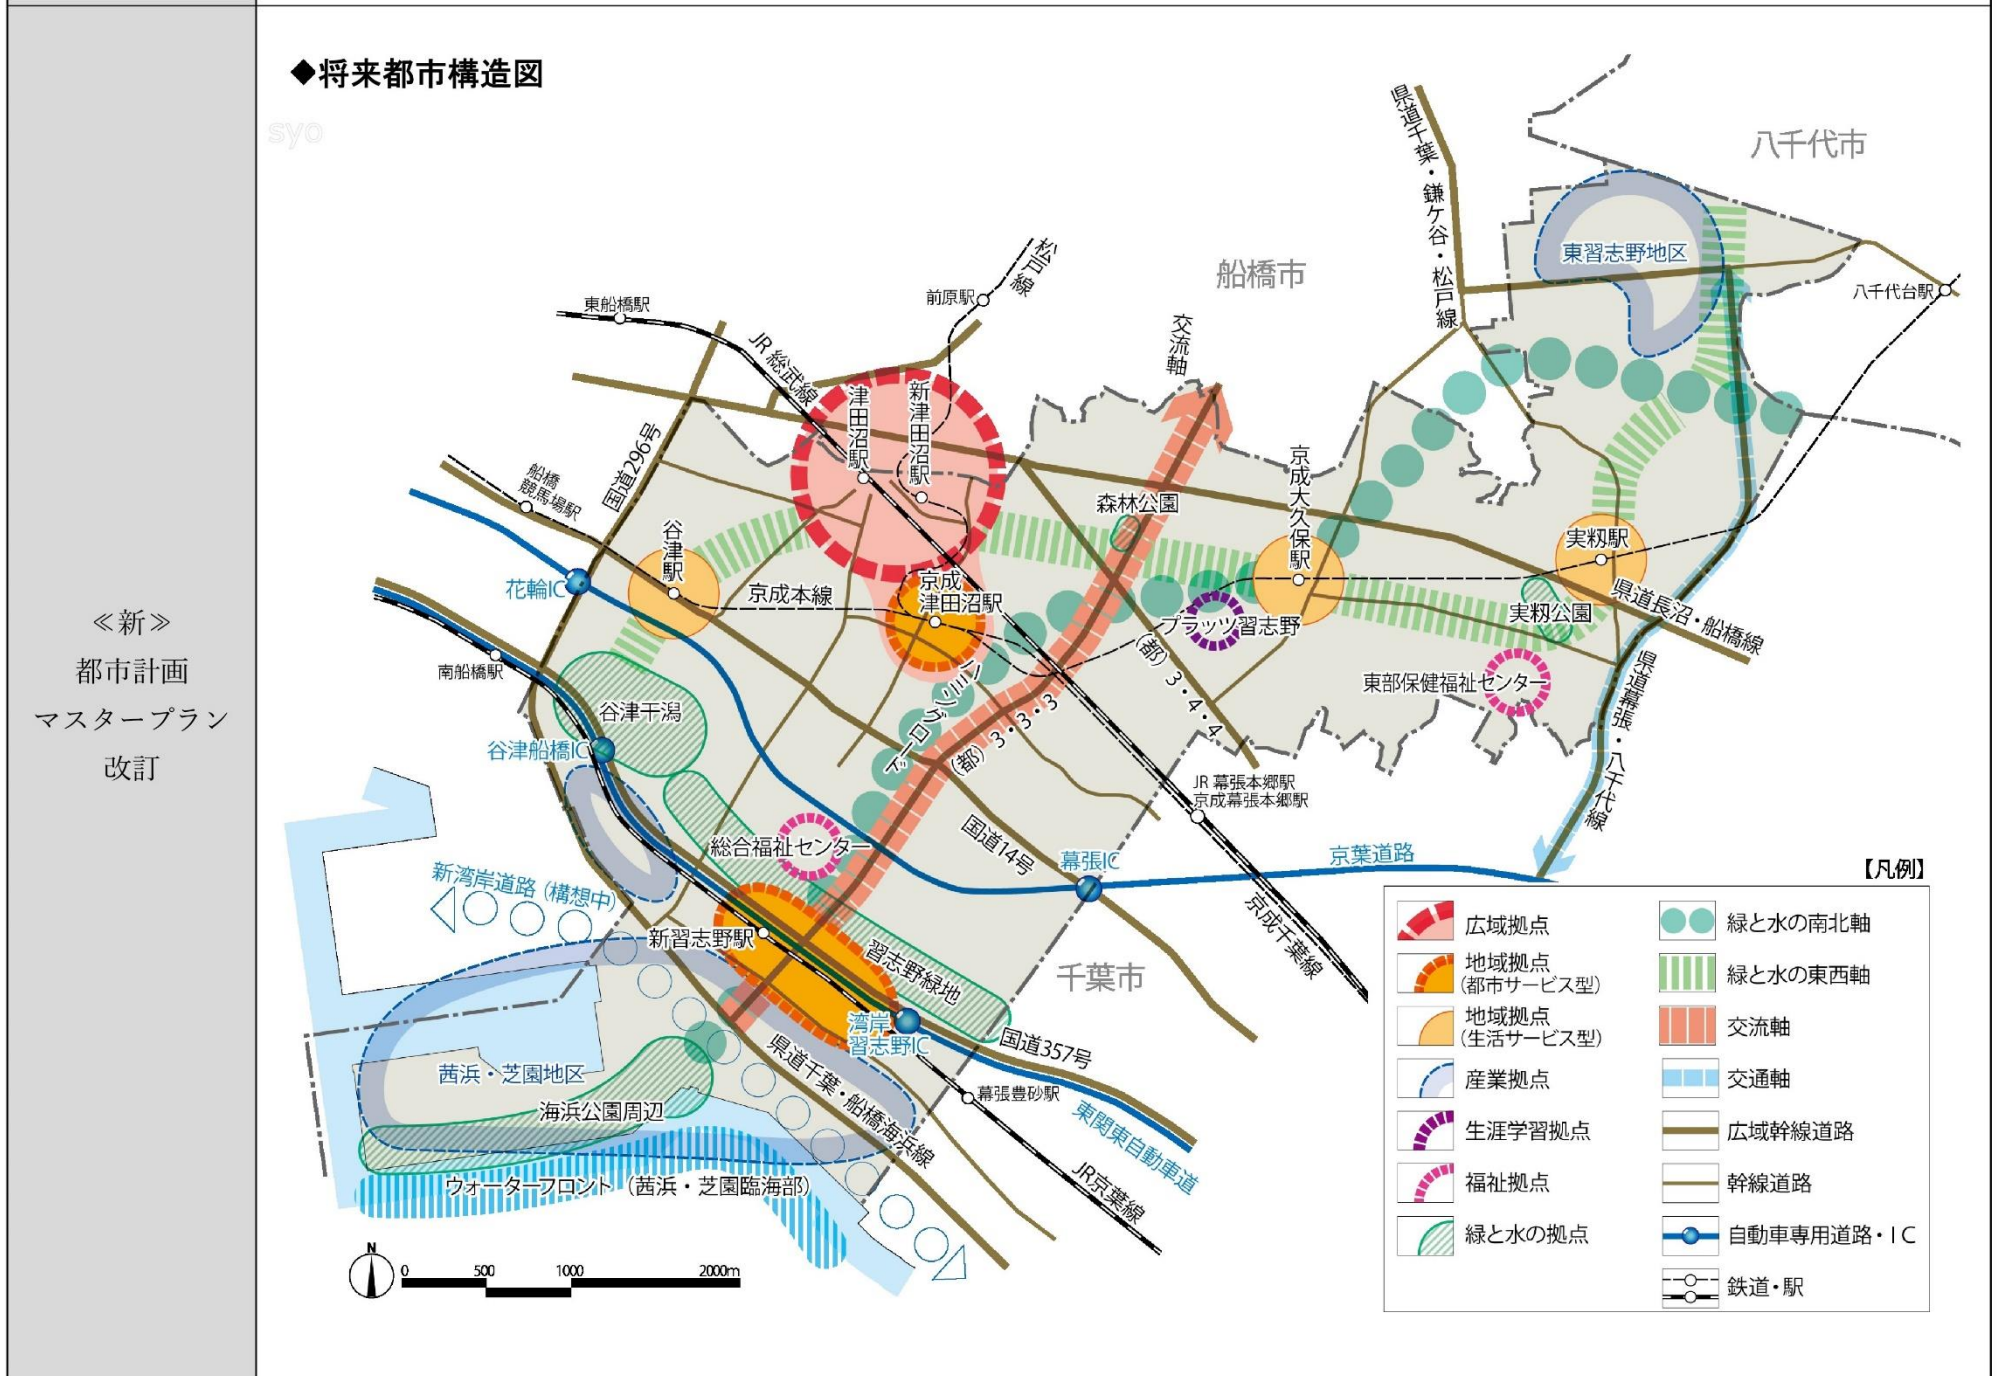 ◆将来都市構造図
syo
≪新≫
都市計画
マスタープラン
改訂
八千代市
県道千葉・鎌ケ谷・松戸線
東習志野地区
船橋市
松戸線
前原駅
東船橋駅
八千代台駅
交流軸
JR総武線
津田沼駅
新津田沼駅
国道296号
船橋
競馬場駅
森林公園
京成大久保駅
実籾駅
谷津駅
花輪IC
京成本線
京成
津田沼駅
プラッツ習志野
実籾公園
県道長沼・船橋線
南船橋駅
(都) 3・4・4
東部保健福祉センター
県道幕張・八千代線
谷津干潟
ハミングロード
(都) 3・3・3
谷津船橋IC
JR 幕張本郷駅
京成幕張本郷駅
総合福祉センター
国道14号
幕張IC
京葉道路
新湾岸道路（構想中）
京成千葉線
新習志野駅
習志野緑地
千葉市
湾岸
習志野IC
国道357号
茜浜・芝園地区
県道千葉・船橋海浜線
幕張豊砂駅
海浜公園周辺
東関東自動車道
ウォーターフロント（茜浜・芝園臨海部）
JR京葉線
N
0 500 1000 2000m
【凡例】
広域拠点
地域拠点
（都市サービス型）
地域拠点
（生活サービス型）
産業拠点
生涯学習拠点
福祉拠点
緑と水の拠点
緑と水の南北軸
緑と水の東西軸
交流軸
交通軸
広域幹線道路
幹線道路
自動車専用道路・IC
鉄道・駅